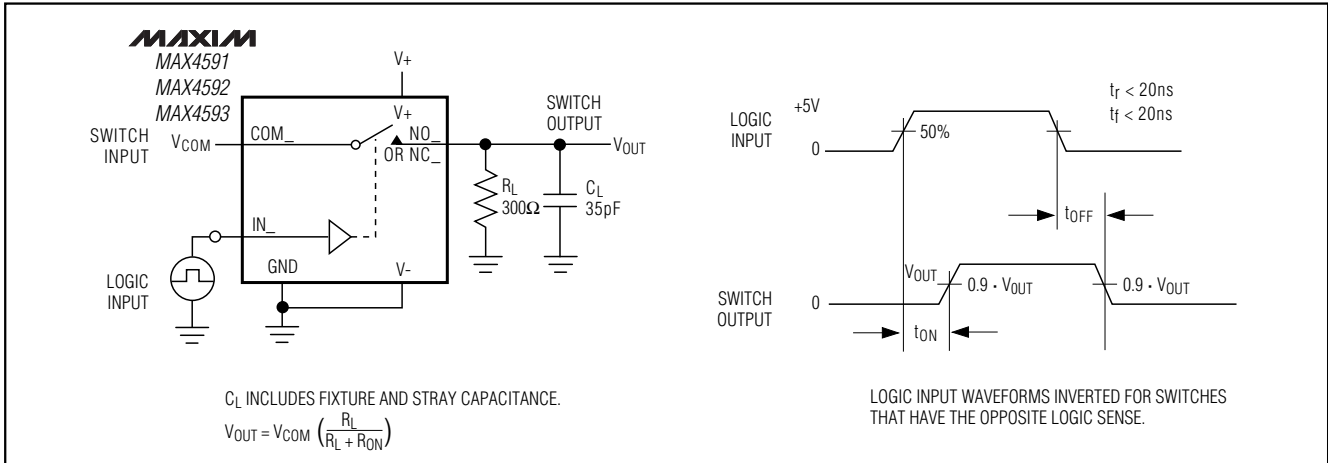 MAXIM
MAX4591
MAX4592
MAX4593
V+
SWITCH
INPUT
VCOM
COM_
V+
NO_
OR NC_
SWITCH
OUTPUT
VOUT
RL
300Ω
CL
35pF
IN_
LOGIC
INPUT
GND
V-
CL INCLUDES FIXTURE AND STRAY CAPACITANCE.
VOUT = VCOM (RL / RL + RON)
LOGIC
INPUT
+5V
0
50%
tr < 20ns
tf < 20ns
tOFF
SWITCH
OUTPUT
VOUT
0
0.9 · VOUT
0.9 · VOUT
tON
LOGIC INPUT WAVEFORMS INVERTED FOR SWITCHES
THAT HAVE THE OPPOSITE LOGIC SENSE.